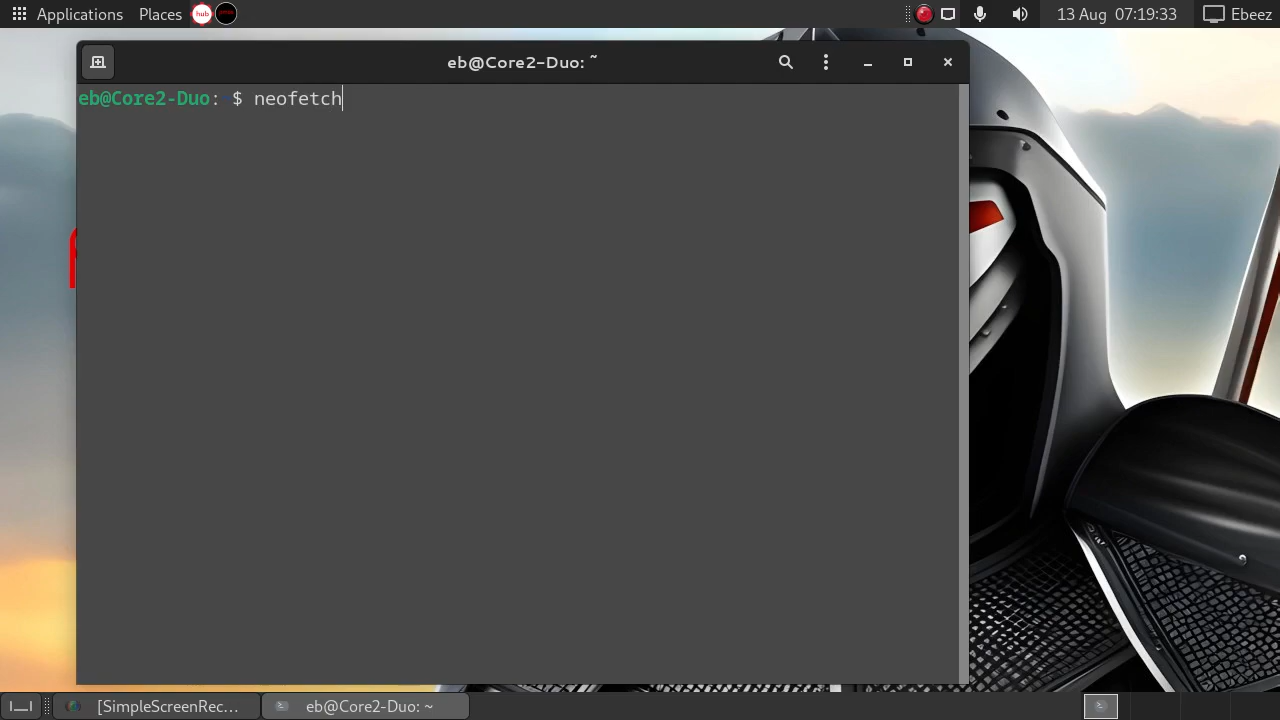 Applications Places hub 13 Aug 07:19:33 Ebeez
eb@Core2-Duo: ~
eb@Core2-Duo:~$ neofetch
[SimpleScreenRec... eb@Core2-Duo: ~